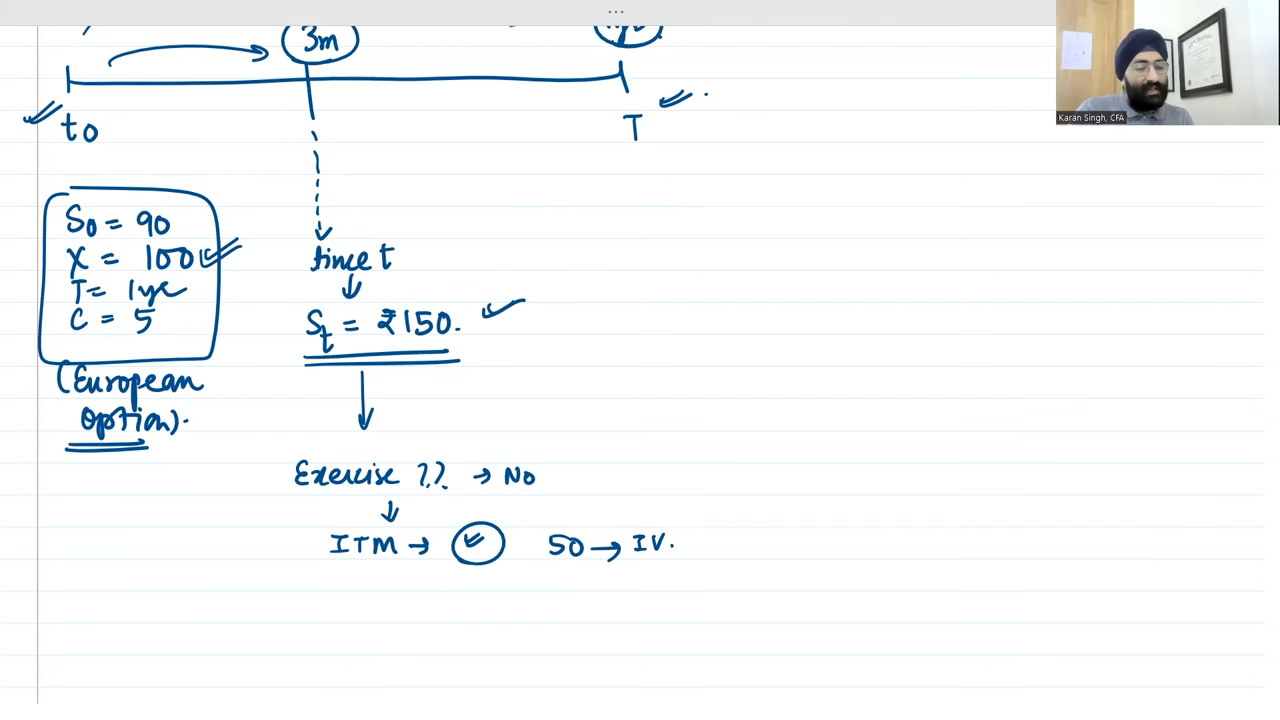 3m
t0
T
S0 = 90
X = 100
T = 1yr
C = 5
(European
option).
time t
St = ₹150.
Exercise ?? → No
ITM → 50 → IV.
Karan Singh, CFA